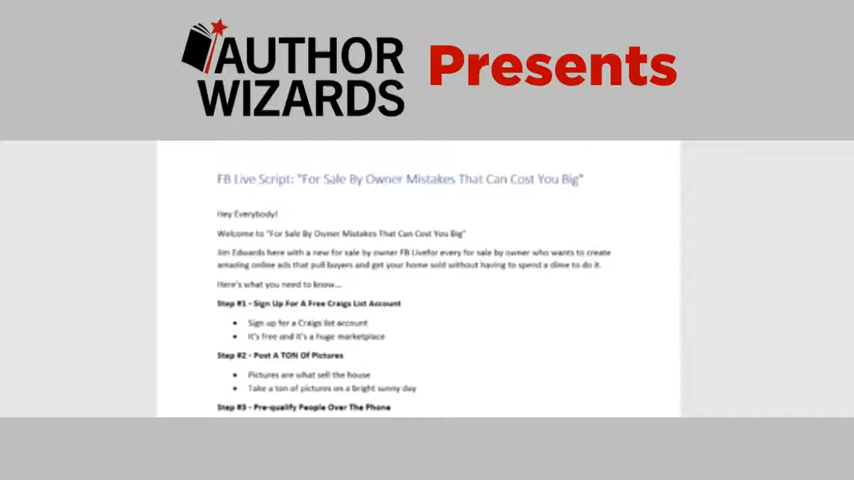 AUTHOR WIZARDS Presents
FB Live Script: "For Sale By Owner Mistakes That Can Cost You Big"
Hey Everybody!
Welcome to "For Sale By Owner Mistakes That Can Cost You Big"
Jim Edwards here with a new for sale by owner FB Livefor every for sale by owner who wants to create
amazing online ads that pull buyers and get your home sold without having to spend a dime to do it.
Here's what you need to know...
Step #1 - Sign Up For A Free Craigs List Account
• Sign up for a Craigs list account
• It's free and it's a huge marketplace
Step #2 - Post A TON Of Pictures
• Pictures are what sell the house
• Take a ton of pictures on a bright sunny day
Step #3 - Pre-qualify People Over The Phone